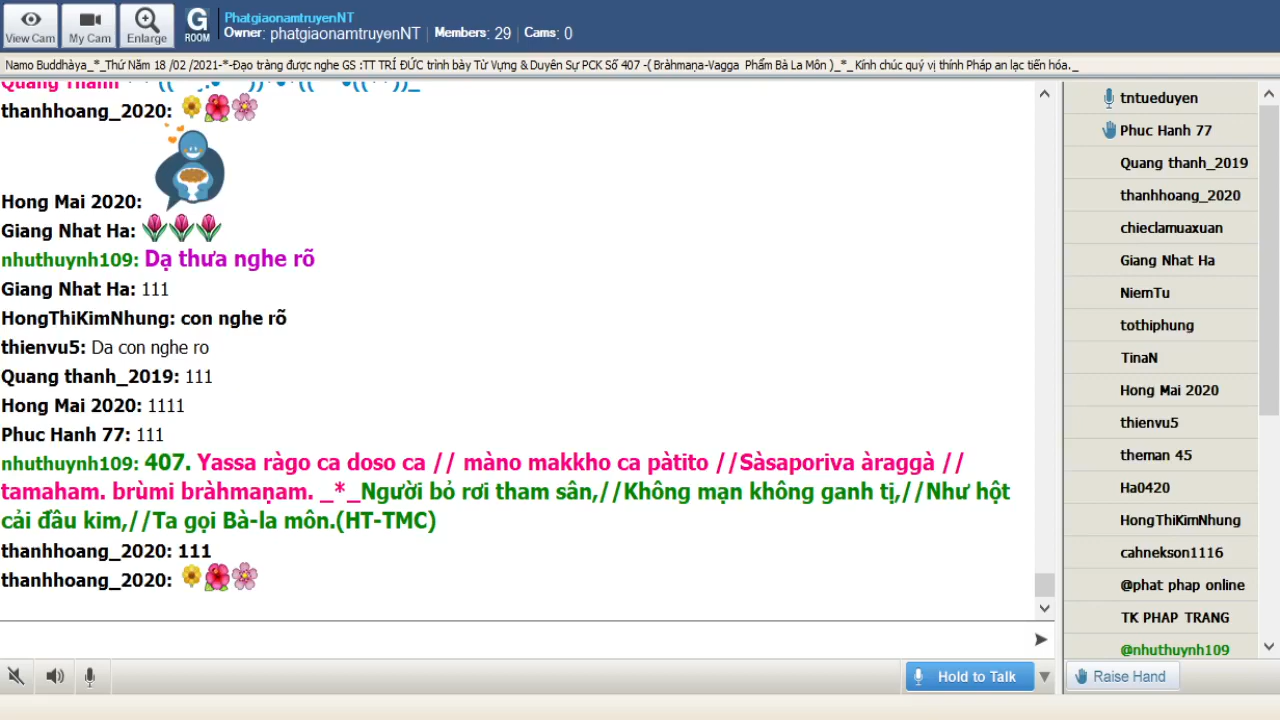 View Cam
My Cam
Enlarge
G
ROOM
PhatgiaonamtruyenNT
Owner: phatgiaonamtruyenNT | Members: 29 | Cams: 0
Namo Buddhàya_*_Thứ Năm 18 /02 /2021-*-Đạo tràng được nghe GS :TT TRÍ ĐỨC trình bày Từ Vựng & Duyên Sự PCK Số 407 -( Bràhmaṇa-Vagga Phẩm Bà La Môn )_*_ Kính chúc quý vị thính Pháp an lạc tiến hóa._
thanhhoang_2020:
Hong Mai 2020:
Giang Nhat Ha:
nhuthuynh109: Dạ thưa nghe rõ
Giang Nhat Ha: 111
HongThiKimNhung: con nghe rõ
thienvu5: Da con nghe ro
Quang thanh_2019: 111
Hong Mai 2020: 1111
Phuc Hanh 77: 111
nhuthuynh109: 407. Yassa ràgo ca doso ca // màno makkho ca pàtito //Sàsaporiva àraggà //
tamaham. brùmi bràhmaṇam. _*_Người bỏ rơi tham sân,//Không mạn không ganh tị,//Như hột
cải đầu kim,//Ta gọi Bà-la môn.(HT-TMC)
thanhhoang_2020: 111
thanhhoang_2020:
Hold to Talk
tntueduyen
Phuc Hanh 77
Quang thanh_2019
thanhhoang_2020
chieclamuaxuan
Giang Nhat Ha
NiemTu
tothiphung
TinaN
Hong Mai 2020
thienvu5
theman 45
Ha0420
HongThiKimNhung
cahnekson1116
@phat phap online
TK PHAP TRANG
@nhuthuynh109
Raise Hand